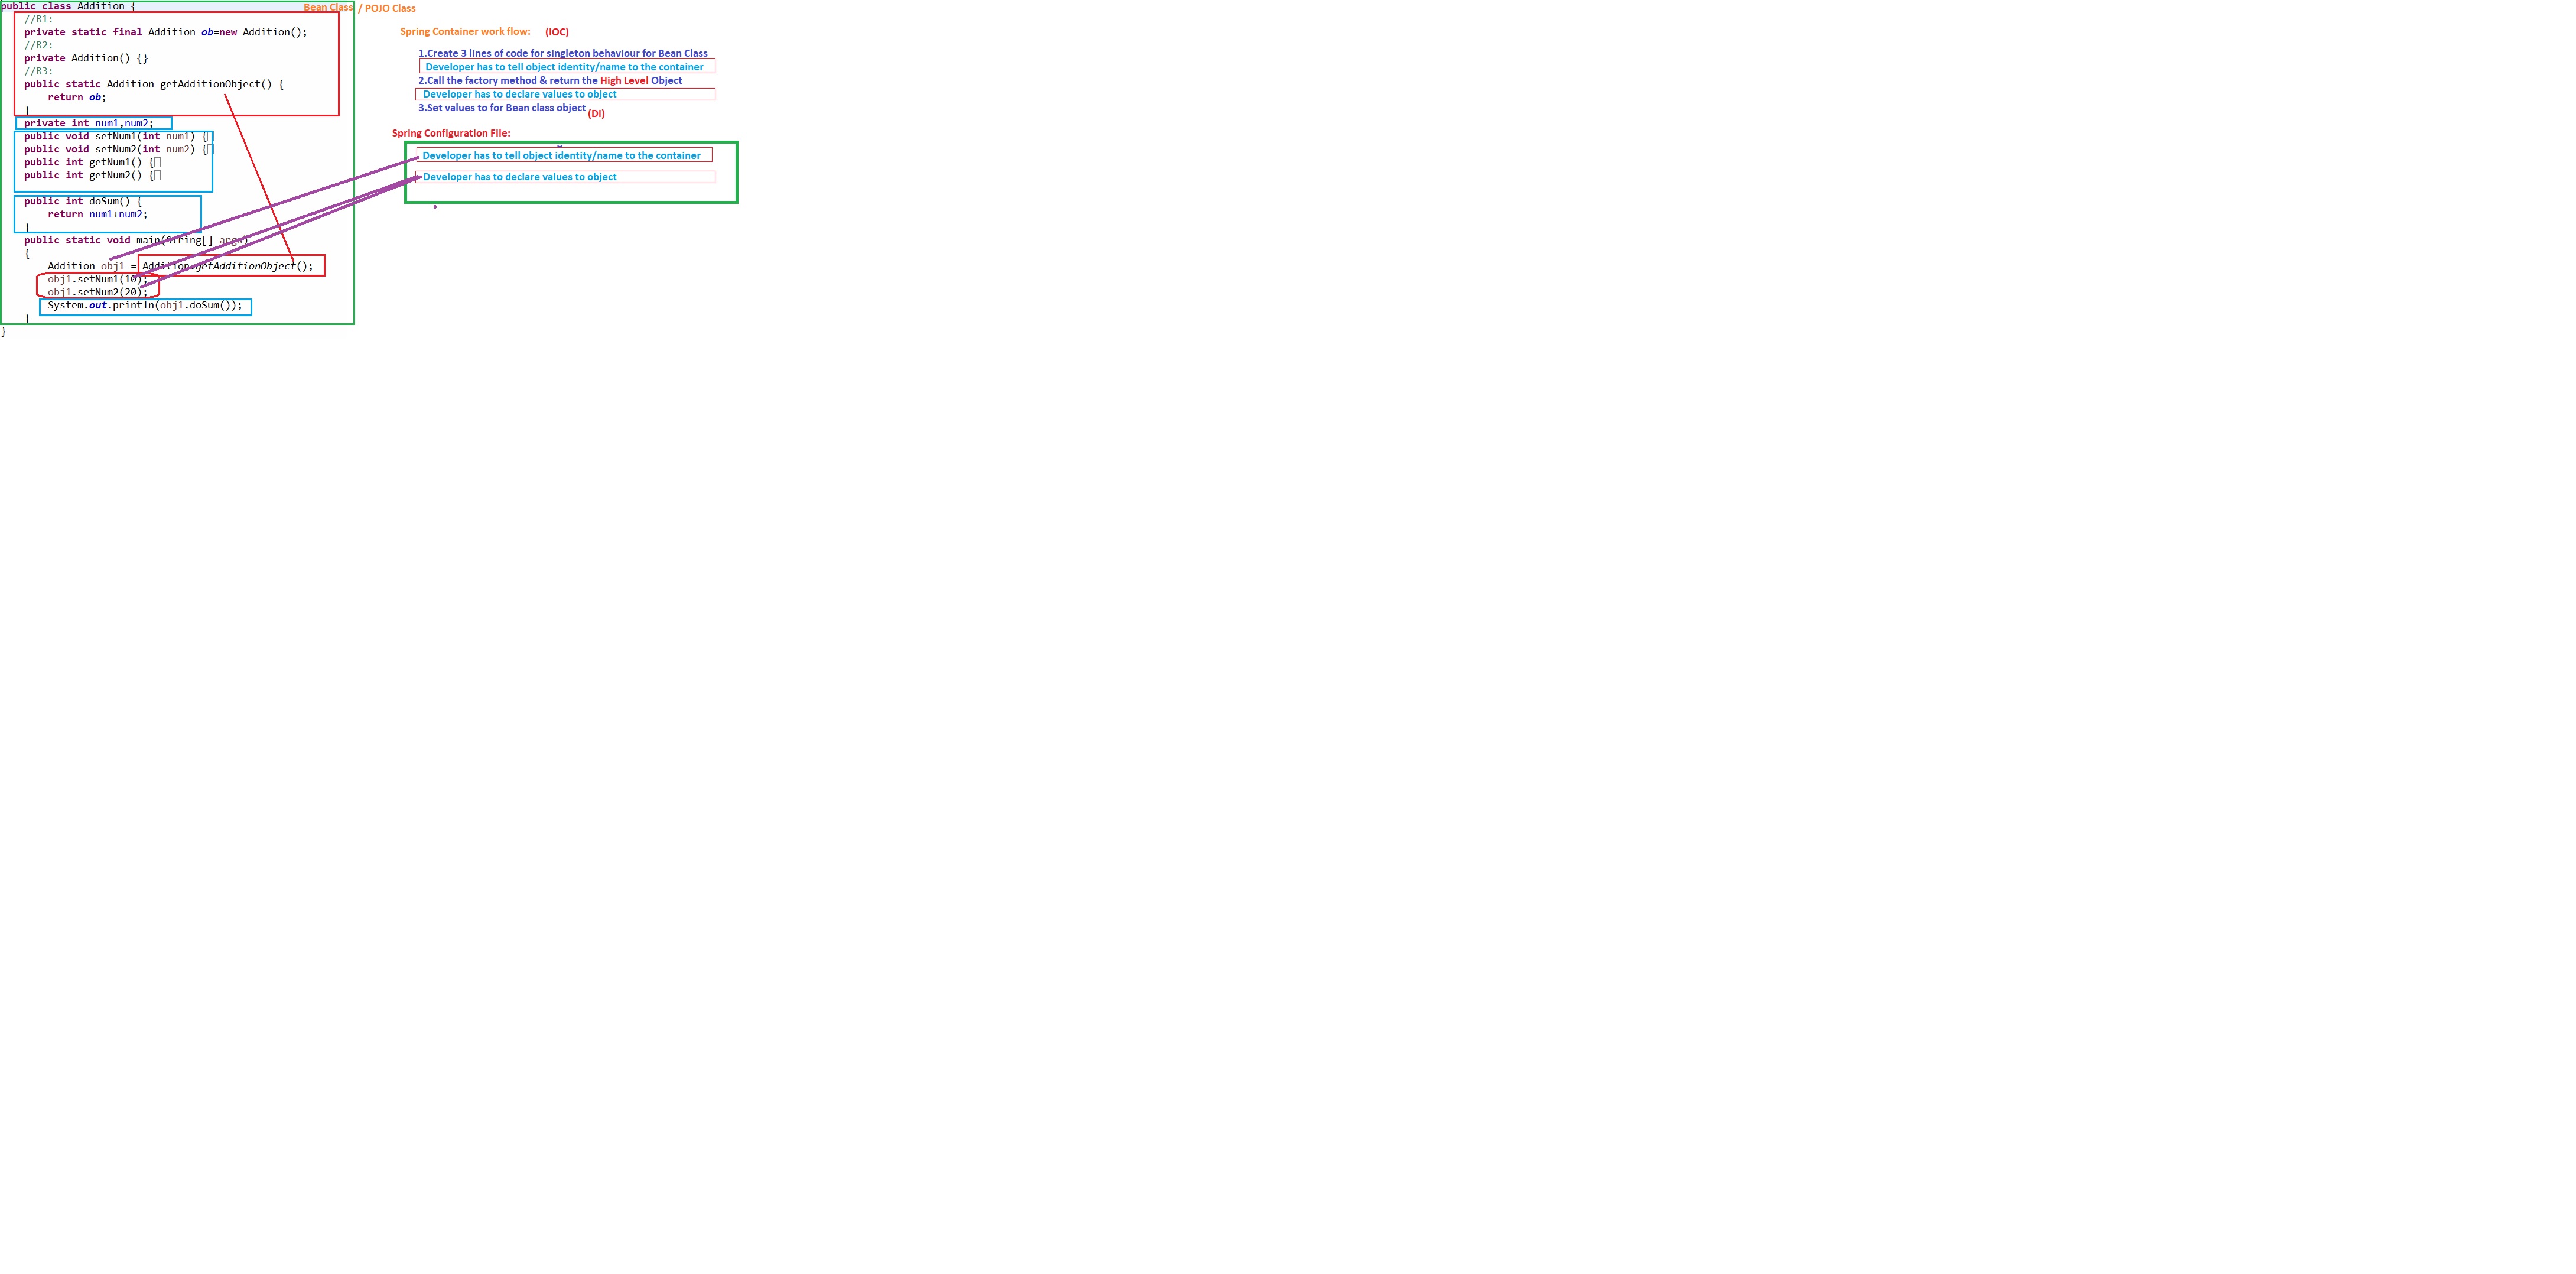 public class Addition {
//R1:
private static final Addition ob=new Addition();
//R2:
private Addition() {}
//R3:
public static Addition getAdditionObject() {
return ob;
}
private int num1,num2;
public void setNum1(int num1) {
public void setNum2(int num2) {
public int getNum1() {
public int getNum2() {
public int doSum() {
return num1+num2;
}
public static void main(String[] args)
{
Addition obj1 = Addition.getAdditionObject();
obj1.setNum1(10);
obj1.setNum2(20);
System.out.println(obj1.doSum());
}
}
Bean Class / POJO Class
Spring Container work flow: (IOC)
1.Create 3 lines of code for singleton behaviour for Bean Class
Developer has to tell object identity/name to the container
2.Call the factory method & return the High Level Object
Developer has to declare values to object
3.Set values to for Bean class object (DI)
Spring Configuration File:
Developer has to tell object identity/name to the container
Developer has to declare values to object